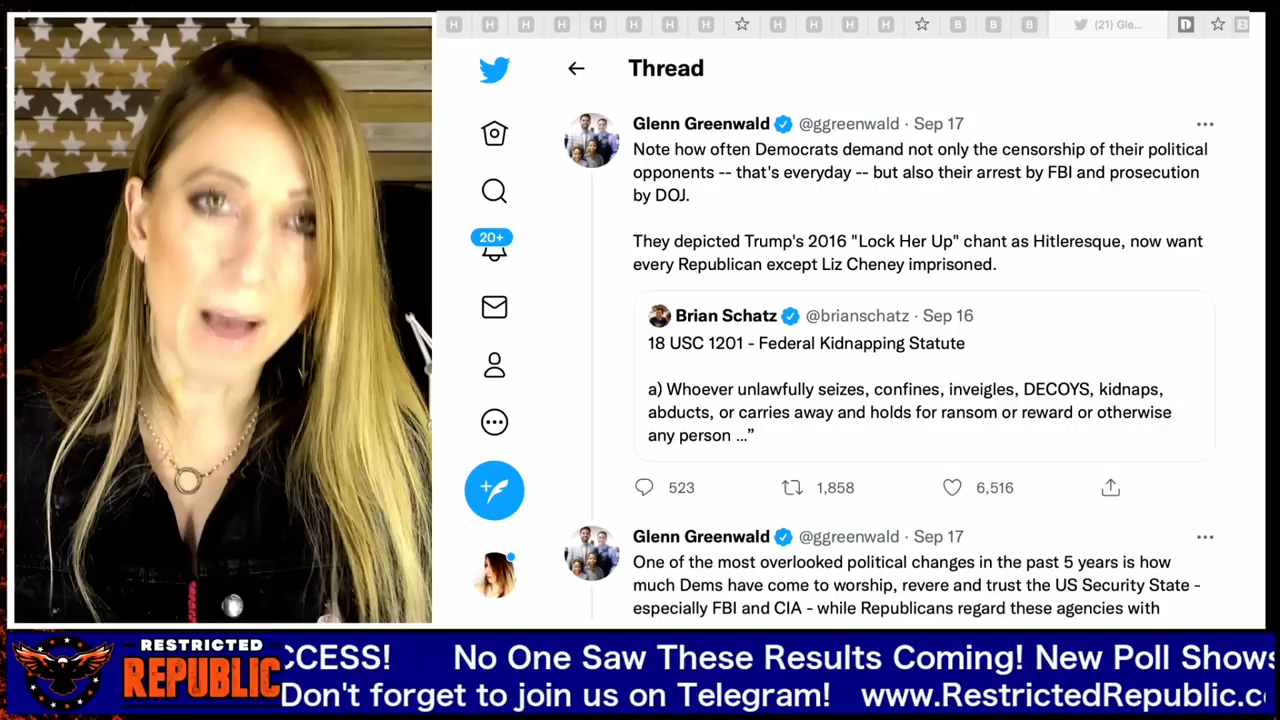 H H H H H H H H H H H H B B B (21) Gle...
Thread
Glenn Greenwald @ggreenwald · Sep 17
Note how often Democrats demand not only the censorship of their political
opponents -- that's everyday -- but also their arrest by FBI and prosecution
by DOJ.
They depicted Trump's 2016 "Lock Her Up" chant as Hitleresque, now want
every Republican except Liz Cheney imprisoned.
Brian Schatz @brianschatz · Sep 16
18 USC 1201 - Federal Kidnapping Statute
a) Whoever unlawfully seizes, confines, inveigles, DECOYS, kidnaps,
abducts, or carries away and holds for ransom or reward or otherwise
any person ...”
523 1,858 6,516
Glenn Greenwald @ggreenwald · Sep 17
One of the most overlooked political changes in the past 5 years is how
much Dems have come to worship, revere and trust the US Security State -
especially FBI and CIA - while Republicans regard these agencies with
20+
RESTRICTED
REPUBLIC
CCESS! No One Saw These Results Coming! New Poll Shows
Don't forget to join us on Telegram! www.RestrictedRepublic.c